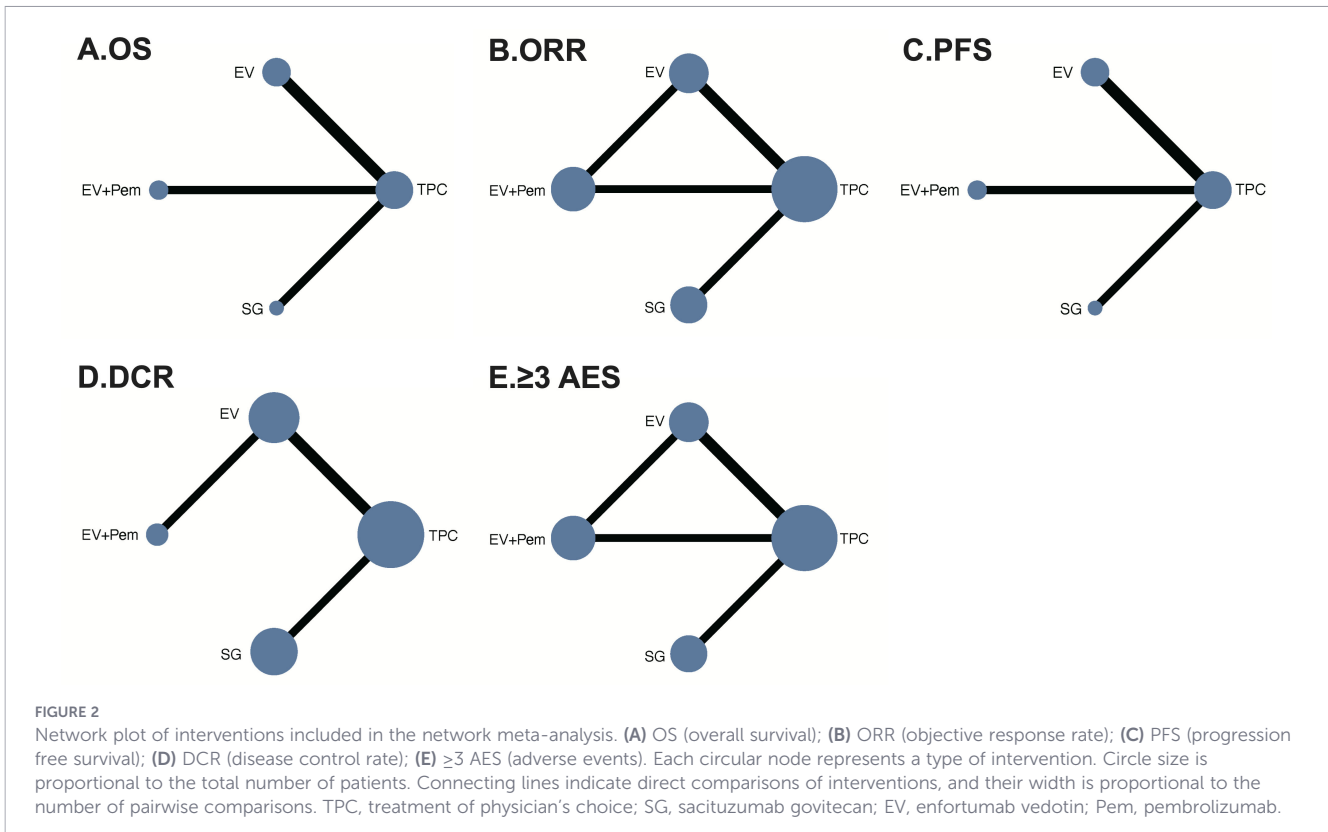 A.OS
EV
EV+Pem
TPC
SG
B.ORR
EV
EV+Pem
TPC
SG
C.PFS
EV
EV+Pem
TPC
SG
D.DCR
EV
EV+Pem
TPC
SG
E.≥3 AES
EV
EV+Pem
TPC
SG
FIGURE 2
Network plot of interventions included in the network meta-analysis. (A) OS (overall survival); (B) ORR (objective response rate); (C) PFS (progression
free survival); (D) DCR (disease control rate); (E) ≥3 AES (adverse events). Each circular node represents a type of intervention. Circle size is
proportional to the total number of patients. Connecting lines indicate direct comparisons of interventions, and their width is proportional to the
number of pairwise comparisons. TPC, treatment of physician's choice; SG, sacituzumab govitecan; EV, enfortumab vedotin; Pem, pembrolizumab.